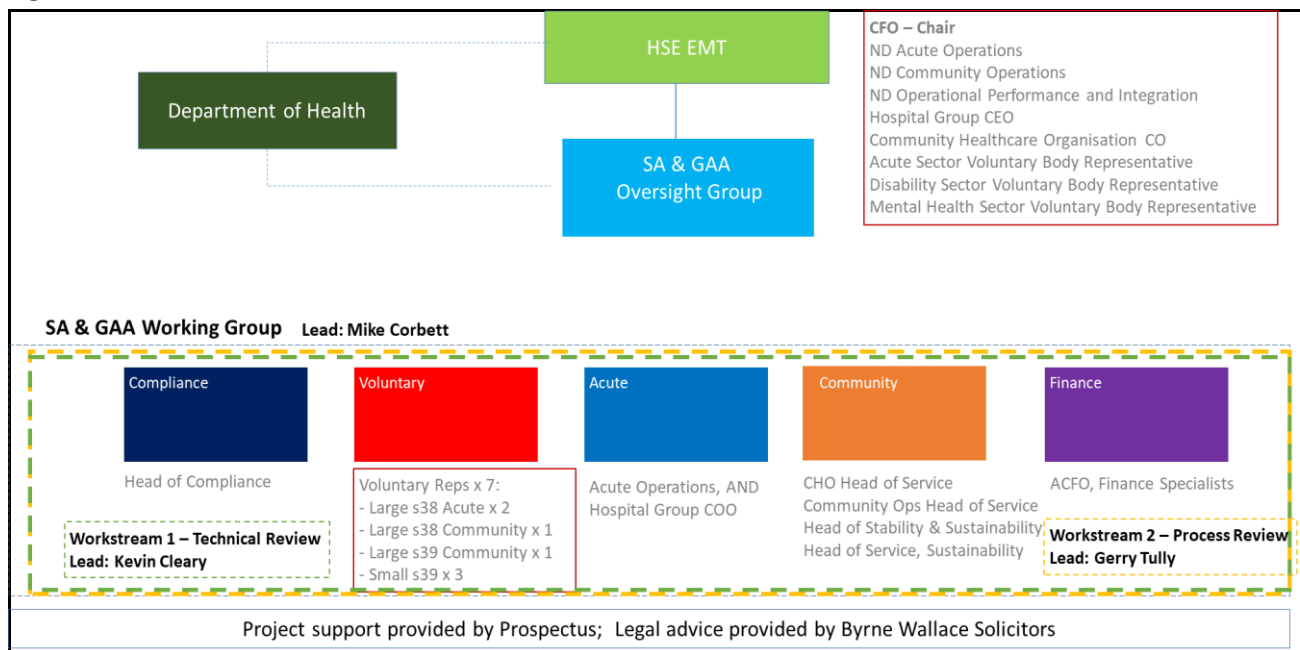 HSE EMT
Department of Health
SA & GAA
Oversight Group
CFO – Chair
ND Acute Operations
ND Community Operations
ND Operational Performance and Integration
Hospital Group CEO
Community Healthcare Organisation CO
Acute Sector Voluntary Body Representative
Disability Sector Voluntary Body Representative
Mental Health Sector Voluntary Body Representative
SA & GAA Working Group Lead: Mike Corbett
Compliance
Head of Compliance
Workstream 1 – Technical Review
Lead: Kevin Cleary
Voluntary
Voluntary Reps x 7:
- Large s38 Acute x 2
- Large s38 Community x 1
- Large s39 Community x 1
- Small s39 x 3
Acute
Acute Operations, AND
Hospital Group COO
Community
CHO Head of Service
Community Ops Head of Service
Head of Stability & Sustainability
Head of Service, Sustainability
Finance
ACFO, Finance Specialists
Workstream 2 – Process Review
Lead: Gerry Tully
Project support provided by Prospectus; Legal advice provided by Byrne Wallace Solicitors